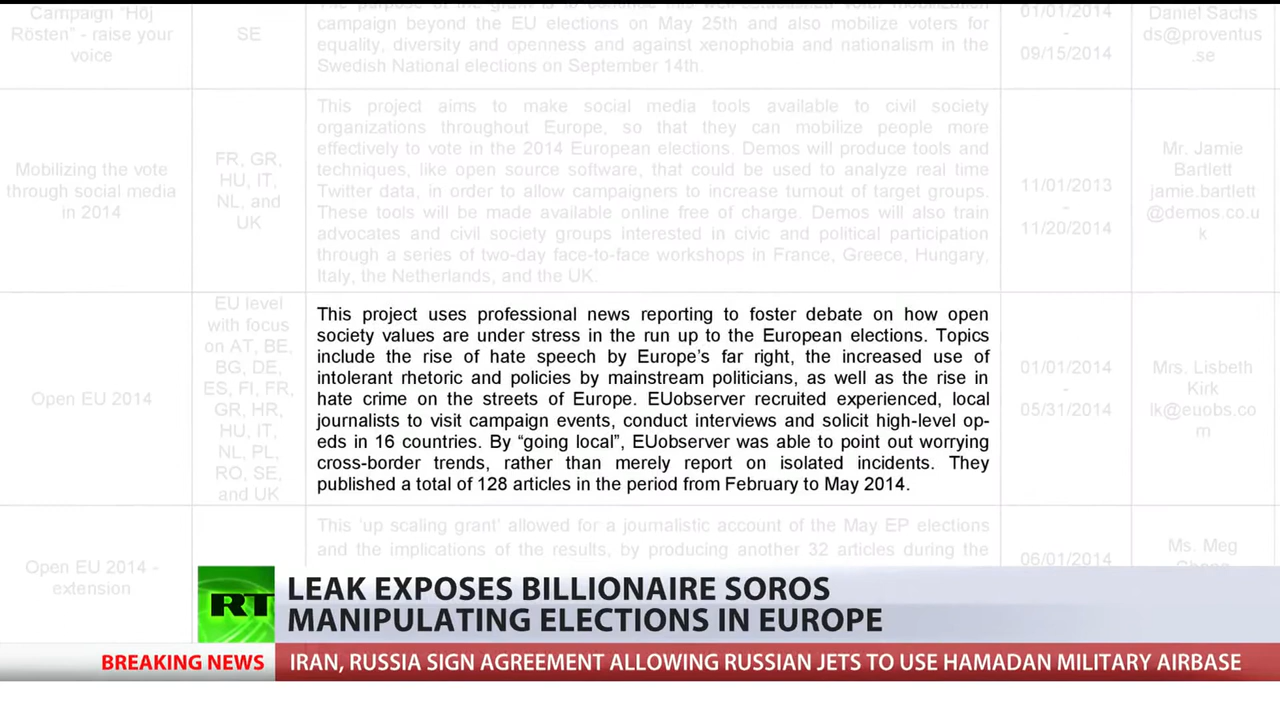 Campaign "Höj
Rösten" - raise your
voice
SE
campaign beyond the EU elections on May 25th and also mobilize voters for
equality, diversity and openness and against xenophobia and nationalism in the
Swedish National elections on September 14th.
01/01/2014
-
09/15/2014
Daniel Sachs
ds@proventus
.se
Mobilizing the vote
through social media
in 2014
FR, GR,
HU, IT,
NL, and
UK
This project aims to make social media tools available to civil society
organizations throughout Europe, so that they can mobilize people more
effectively to vote in the 2014 European elections. Demos will produce tools and
techniques, like open source software, that could be used to analyze real time
Twitter data, in order to allow campaigners to increase turnout of target groups.
These tools will be made available online free of charge. Demos will also train
advocates and civil society groups interested in civic and political participation
through a series of two-day face-to-face workshops in France, Greece, Hungary,
Italy, the Netherlands, and the UK.
11/01/2013
-
11/20/2014
Mr. Jamie
Bartlett
jamie.bartlett
@demos.co.u
k
Open EU 2014
EU level
with focus
on AT, BE,
BG, DE,
ES, FI, FR,
GR, HR,
HU, IT,
NL, PL,
RO, SE,
and UK
This project uses professional news reporting to foster debate on how open
society values are under stress in the run up to the European elections. Topics
include the rise of hate speech by Europe's far right, the increased use of
intolerant rhetoric and policies by mainstream politicians, as well as the rise in
hate crime on the streets of Europe. EUobserver recruited experienced, local
journalists to visit campaign events, conduct interviews and solicit high-level op-
eds in 16 countries. By "going local", EUobserver was able to point out worrying
cross-border trends, rather than merely report on isolated incidents. They
published a total of 128 articles in the period from February to May 2014.
01/01/2014
-
05/31/2014
Mrs. Lisbeth
Kirk
lk@euobs.co
m
Open EU 2014 -
extension
This 'up scaling grant' allowed for a journalistic account of the May EP elections
and the implications of the results, by producing another 32 articles during the
06/01/2014
Ms. Meg
RT
LEAK EXPOSES BILLIONAIRE SOROS
MANIPULATING ELECTIONS IN EUROPE
BREAKING NEWS
IRAN, RUSSIA SIGN AGREEMENT ALLOWING RUSSIAN JETS TO USE HAMADAN MILITARY AIRBASE